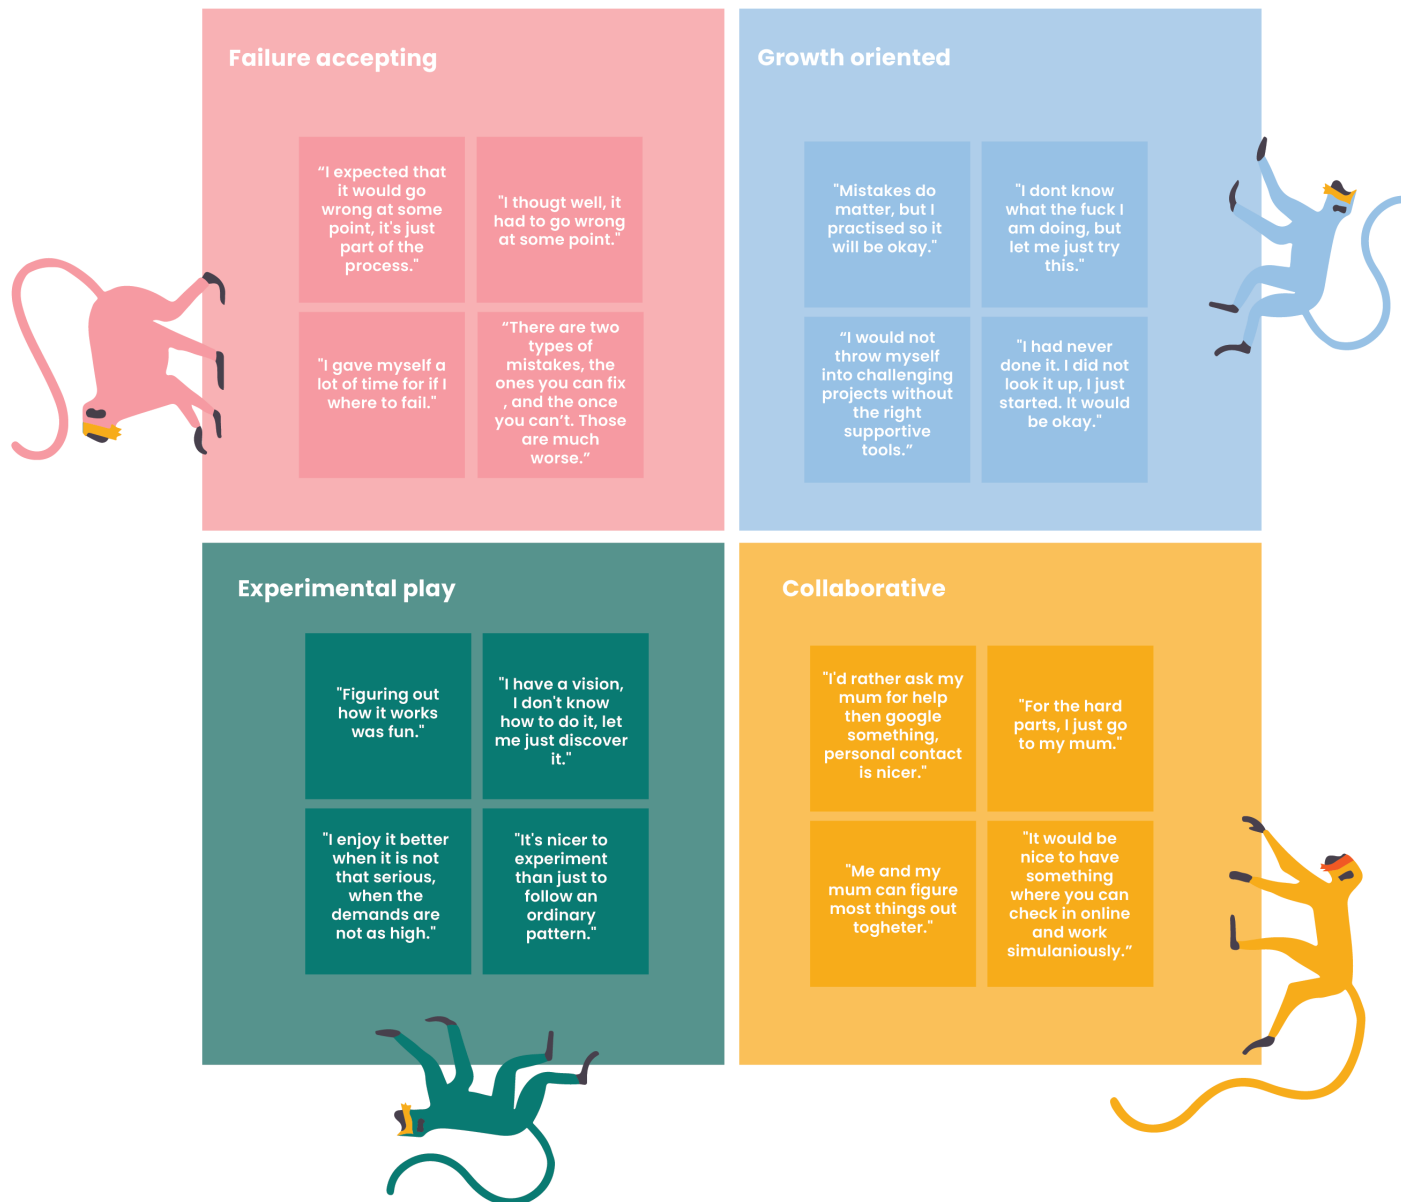 Failure accepting
“I expected that
it would go
wrong at some
point, it's just
part of the
process."
"I thougt well, it
had to go wrong
at some point."
"I gave myself a
lot of time for if I
where to fail."
“There are two
types of
mistakes, the
ones you can fix
, and the once
you can’t. Those
are much
worse.”
Growth oriented
"Mistakes do
matter, but I
practised so it
will be okay."
"I dont know
what the fuck I
am doing, but
let me just try
this."
“I would not
throw myself
into challenging
projects without
the right
supportive
tools.”
"I had never
done it. I did not
look it up, I just
started. It would
be okay."
Experimental play
"Figuring out
how it works
was fun."
"I have a vision,
I don't know
how to do it, let
me just discover
it."
"I enjoy it better
when it is not
that serious,
when the
demands are
not as high."
"It's nicer to
experiment
than just to
follow an
ordinary
pattern."
Collaborative
"I'd rather ask my
mum for help
then google
something,
personal contact
is nicer."
"For the hard
parts, I just go
to my mum."
"Me and my
mum can figure
most things out
togheter."
"It would be
nice to have
something
where you can
check in online
and work
simulaniously.”